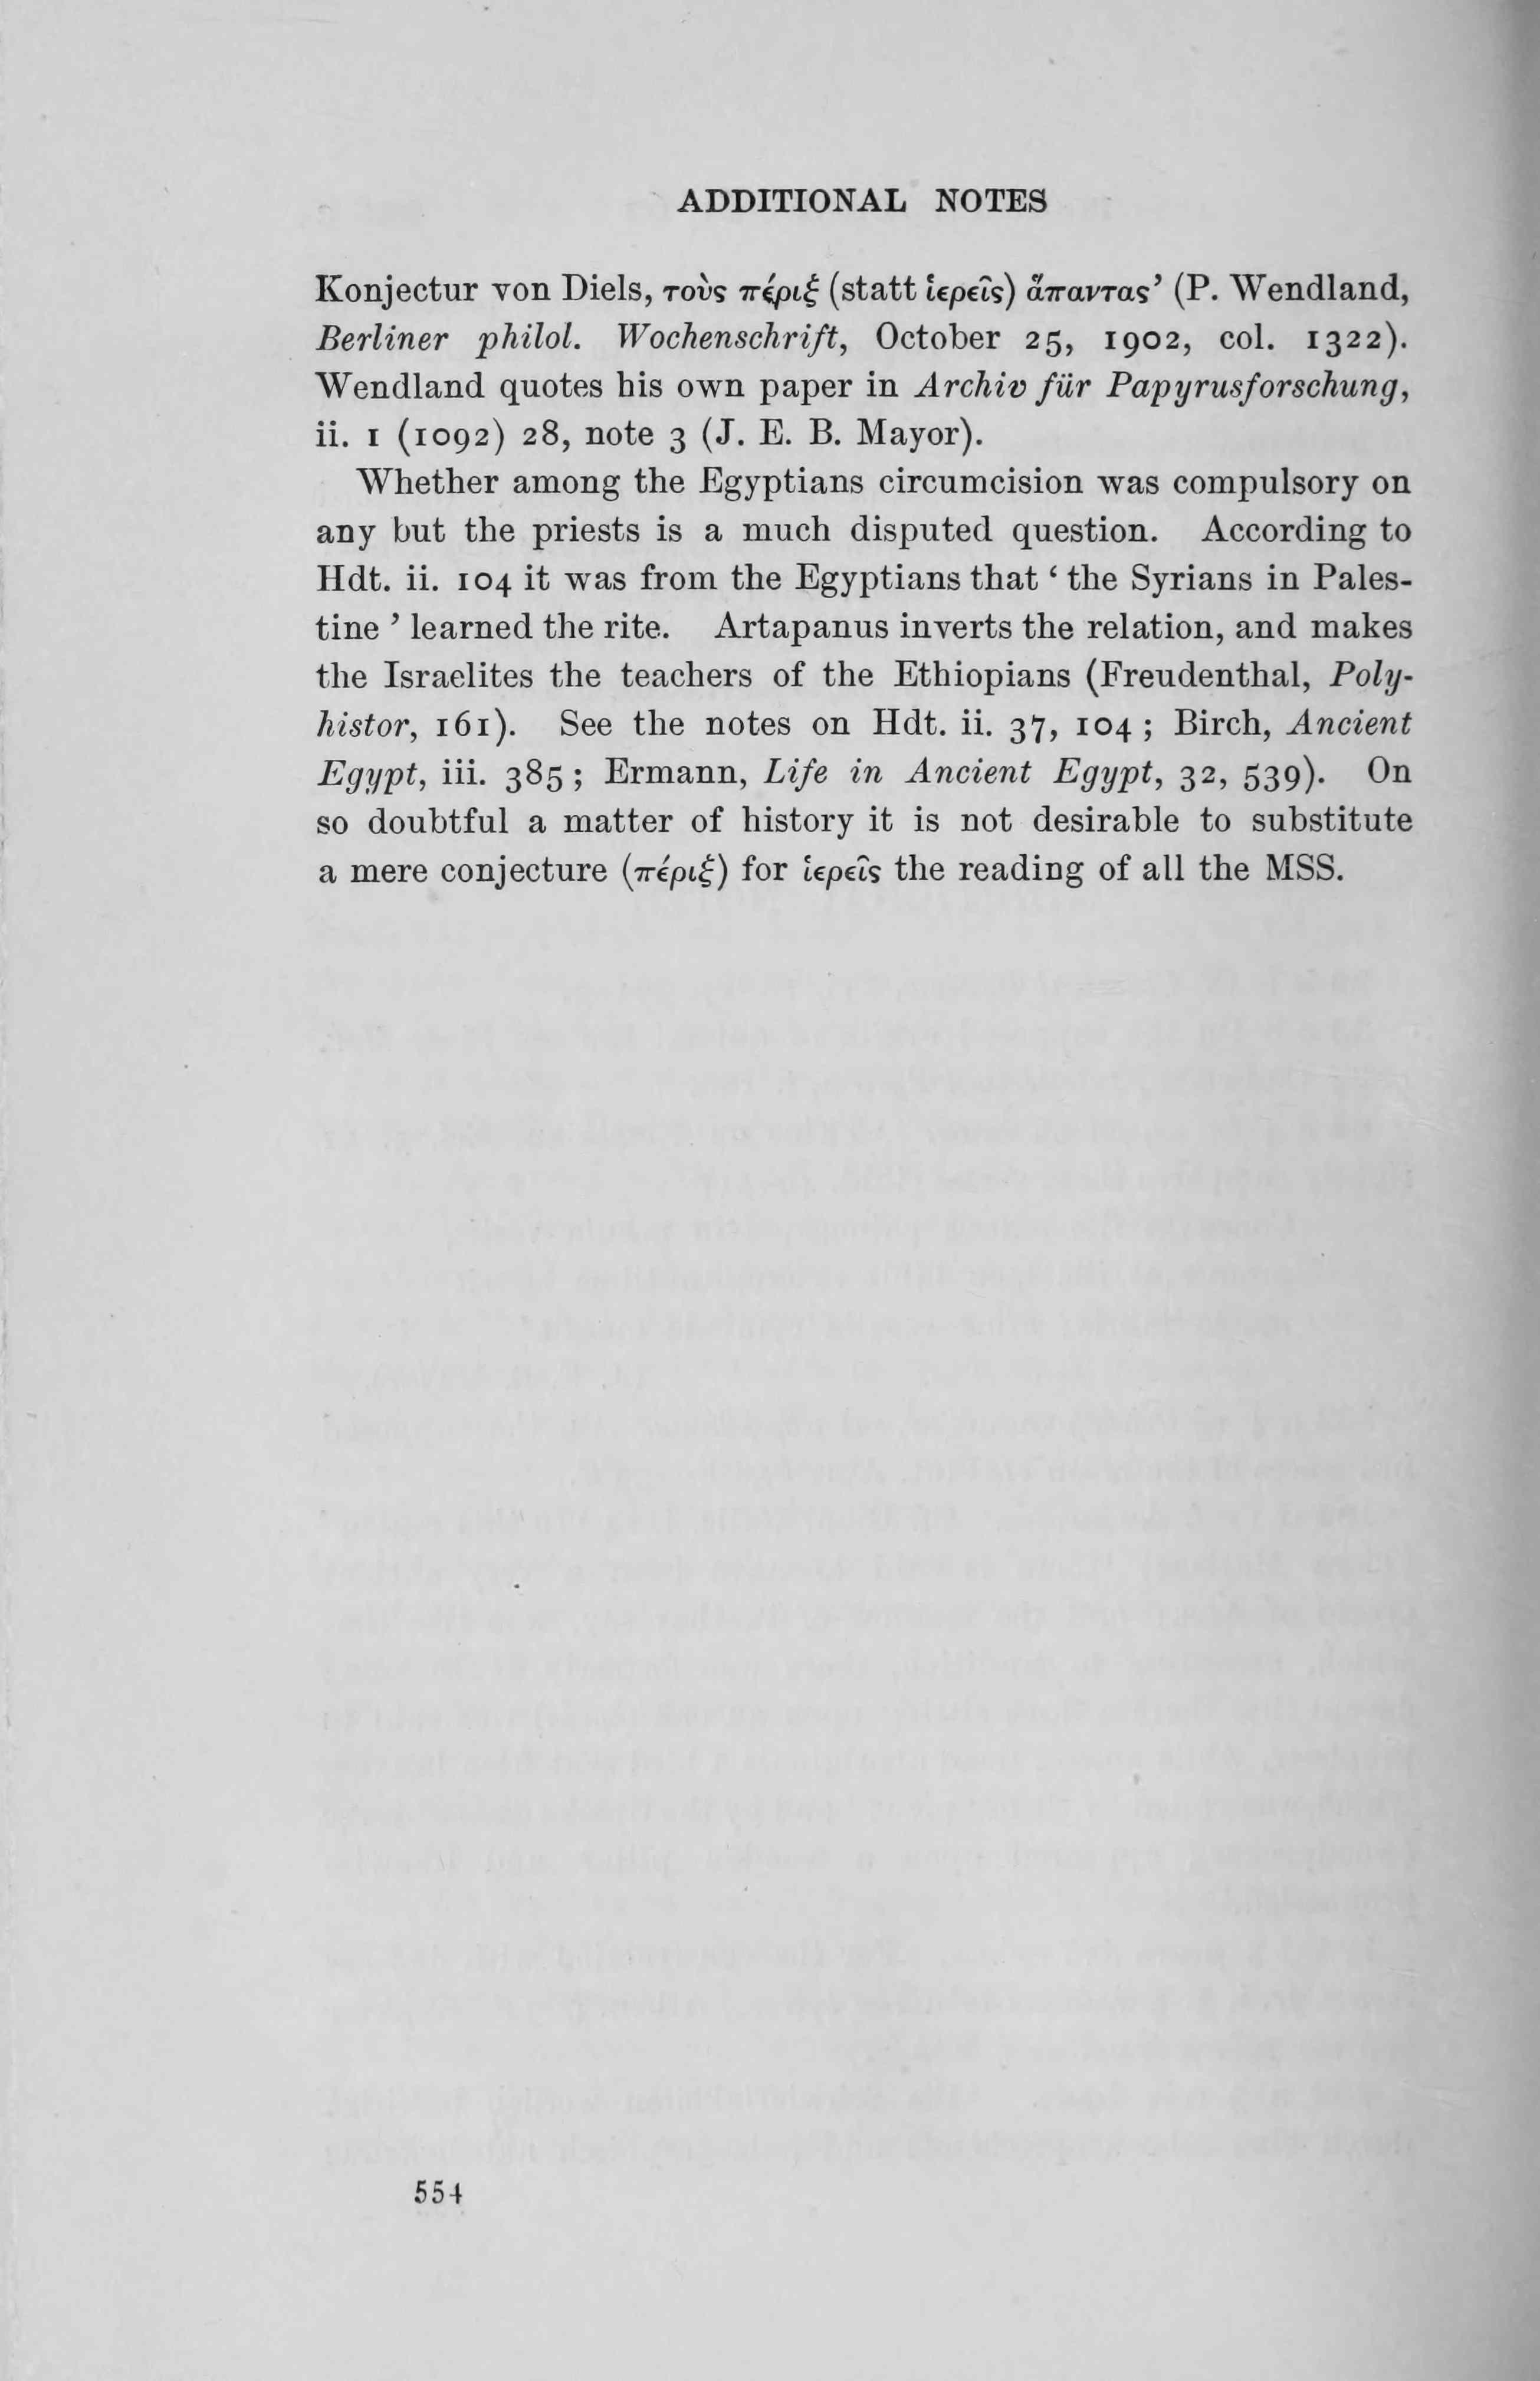 ADDITIONAL NOTES
Konjectur von Diels, τοὺς πέριξ (statt ἱερεῖς) ἅπαντας’ (P. Wendland,
Berliner philol. Wochenschrift, October 25, 1902, col. 1322).
Wendland quotes his own paper in Archiv für Papyrusforschung,
ii. 1 (1092) 28, note 3 (J. E. B. Mayor).
Whether among the Egyptians circumcision was compulsory on
any but the priests is a much disputed question. According to
Hdt. ii. 104 it was from the Egyptians that ‘ the Syrians in Pales-
tine ’ learned the rite. Artapanus inverts the relation, and makes
the Israelites the teachers of the Ethiopians (Freudenthal, Poly-
histor, 161). See the notes on Hdt. ii. 37, 104 ; Birch, Ancient
Egypt, iii. 385 ; Ermann, Life in Ancient Egypt, 32, 539). On
so doubtful a matter of history it is not desirable to substitute
a mere conjecture (πέριξ) for ἱερεῖς the reading of all the MSS.
554